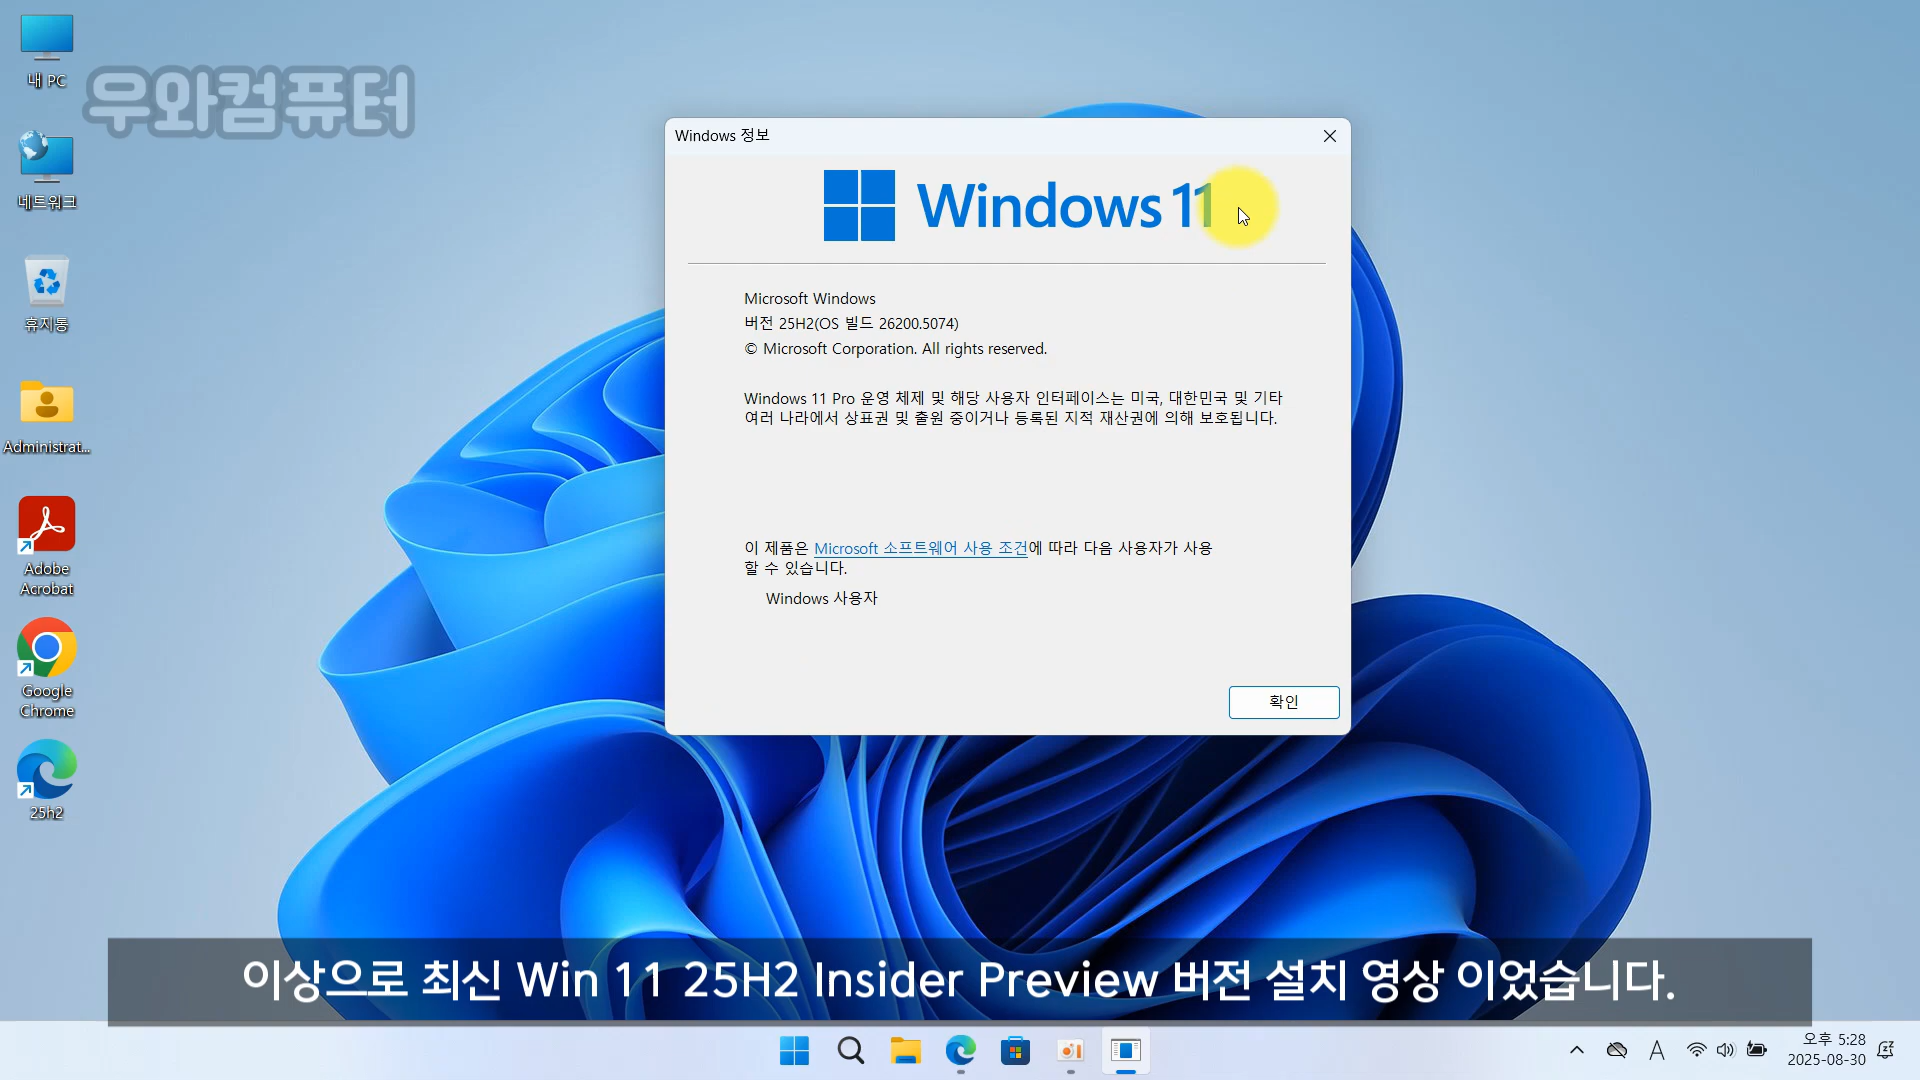 내 PC
우와컴퓨터
네트워크
휴지통
Administrat...
Adobe
Acrobat
Google
Chrome
25h2
Windows 정보
Windows 11
Microsoft Windows
버전 25H2(OS 빌드 26200.5074)
© Microsoft Corporation. All rights reserved.
Windows 11 Pro 운영 체제 및 해당 사용자 인터페이스는 미국, 대한민국 및 기타
여러 나라에서 상표권 및 출원 중이거나 등록된 지적 재산권에 의해 보호됩니다.
이 제품은 Microsoft 소프트웨어 사용 조건에 따라 다음 사용자가 사용
할 수 있습니다.
Windows 사용자
확인
이상으로 최신 Win 11 25H2 Insider Preview 버전 설치 영상 이었습니다.
A
오후 5:28
2025-08-30